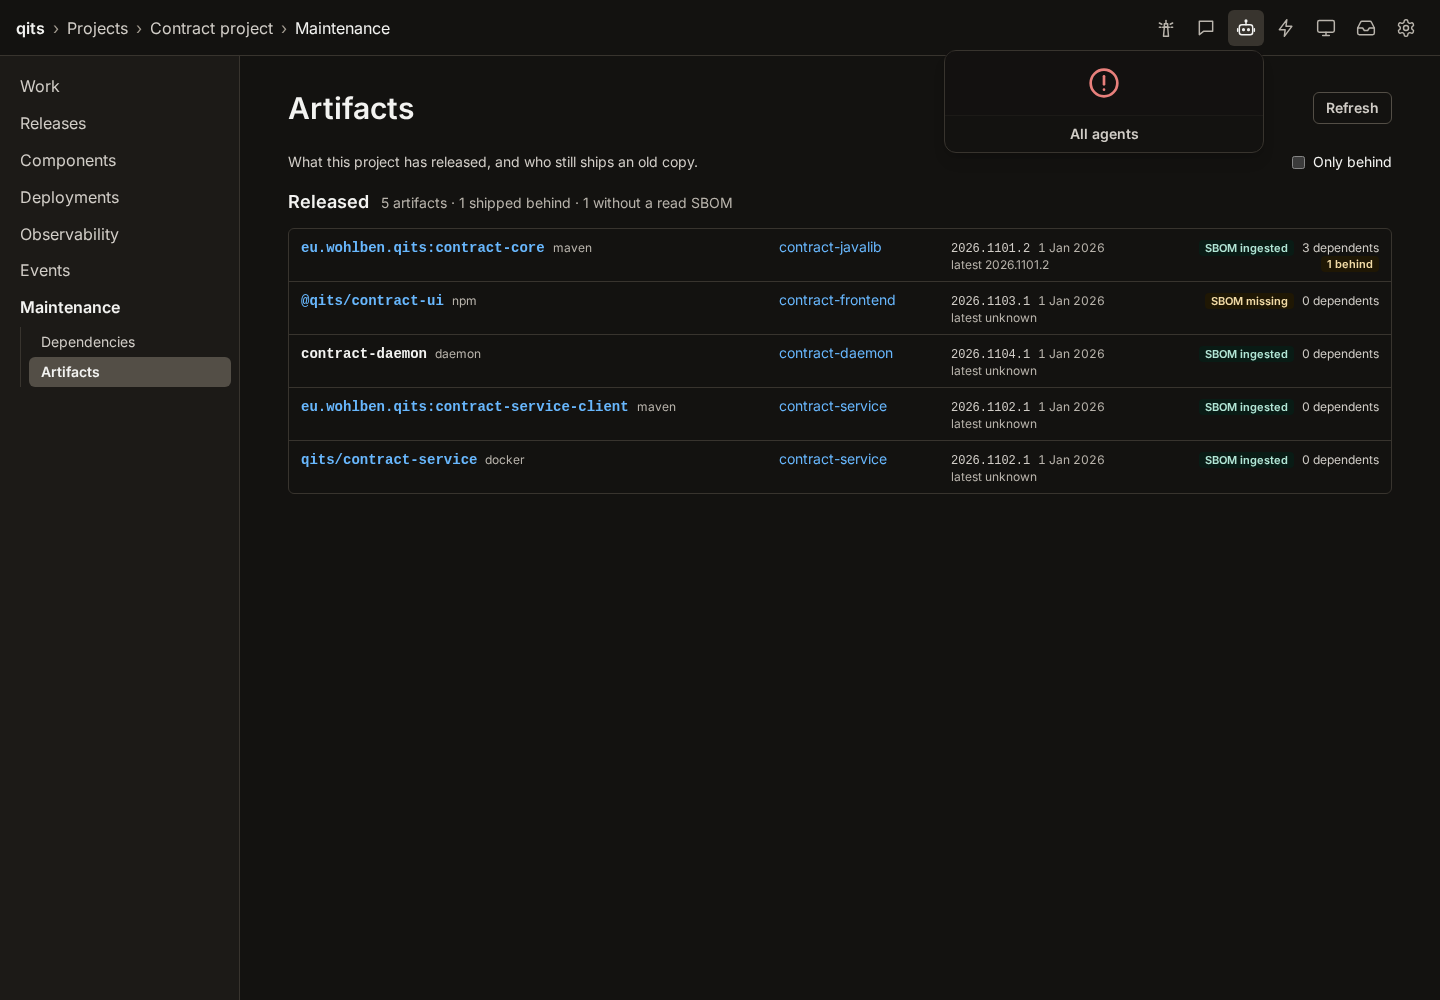 qits › Projects › Contract project › Maintenance
Work
Releases
Components
Deployments
Observability
Events
Maintenance
Dependencies
Artifacts
All agents
Artifacts
Refresh
What this project has released, and who still ships an old copy.
Only behind
Released 5 artifacts · 1 shipped behind · 1 without a read SBOM
eu.wohlben.qits:contract-core maven contract-javalib 2026.1101.2 1 Jan 2026 SBOM ingested 3 dependents
latest 2026.1101.2 1 behind
@qits/contract-ui npm contract-frontend 2026.1103.1 1 Jan 2026 SBOM missing 0 dependents
latest unknown
contract-daemon daemon contract-daemon 2026.1104.1 1 Jan 2026 SBOM ingested 0 dependents
latest unknown
eu.wohlben.qits:contract-service-client maven contract-service 2026.1102.1 1 Jan 2026 SBOM ingested 0 dependents
latest unknown
qits/contract-service docker contract-service 2026.1102.1 1 Jan 2026 SBOM ingested 0 dependents
latest unknown